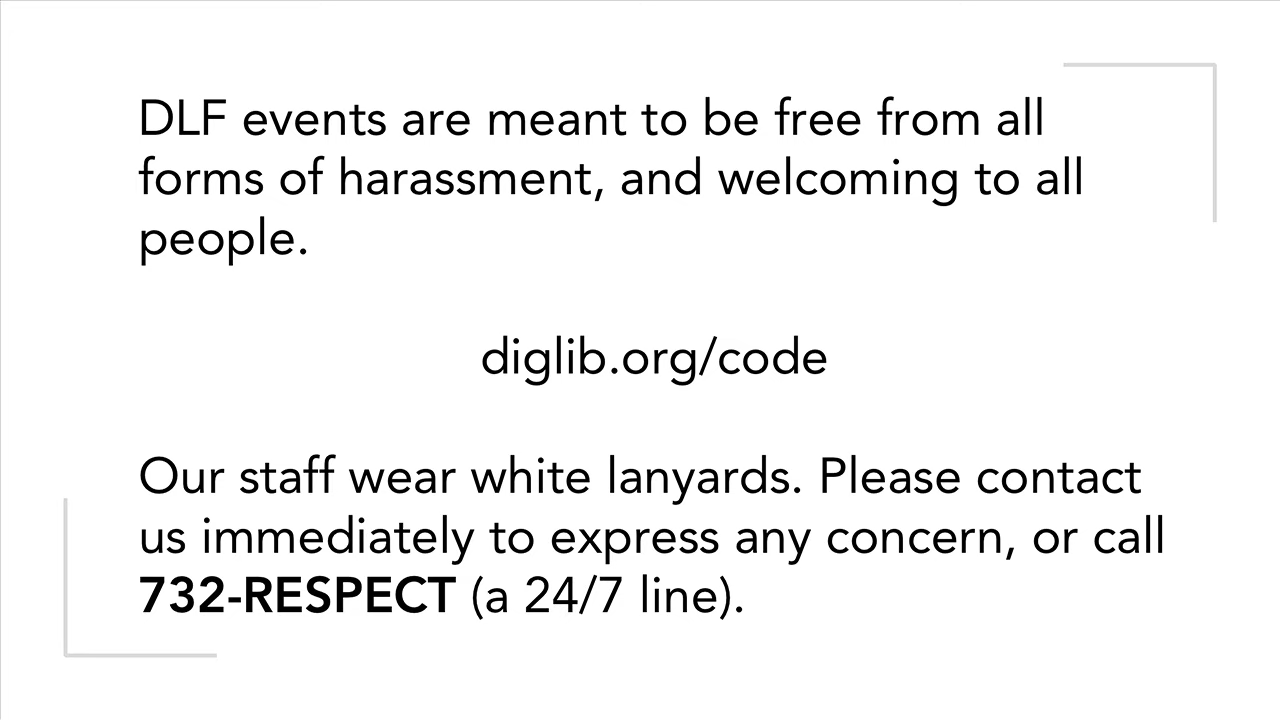 DLF events are meant to be free from all
forms of harassment, and welcoming to all
people.
diglib.org/code
Our staff wear white lanyards. Please contact
us immediately to express any concern, or call
732-RESPECT (a 24/7 line).